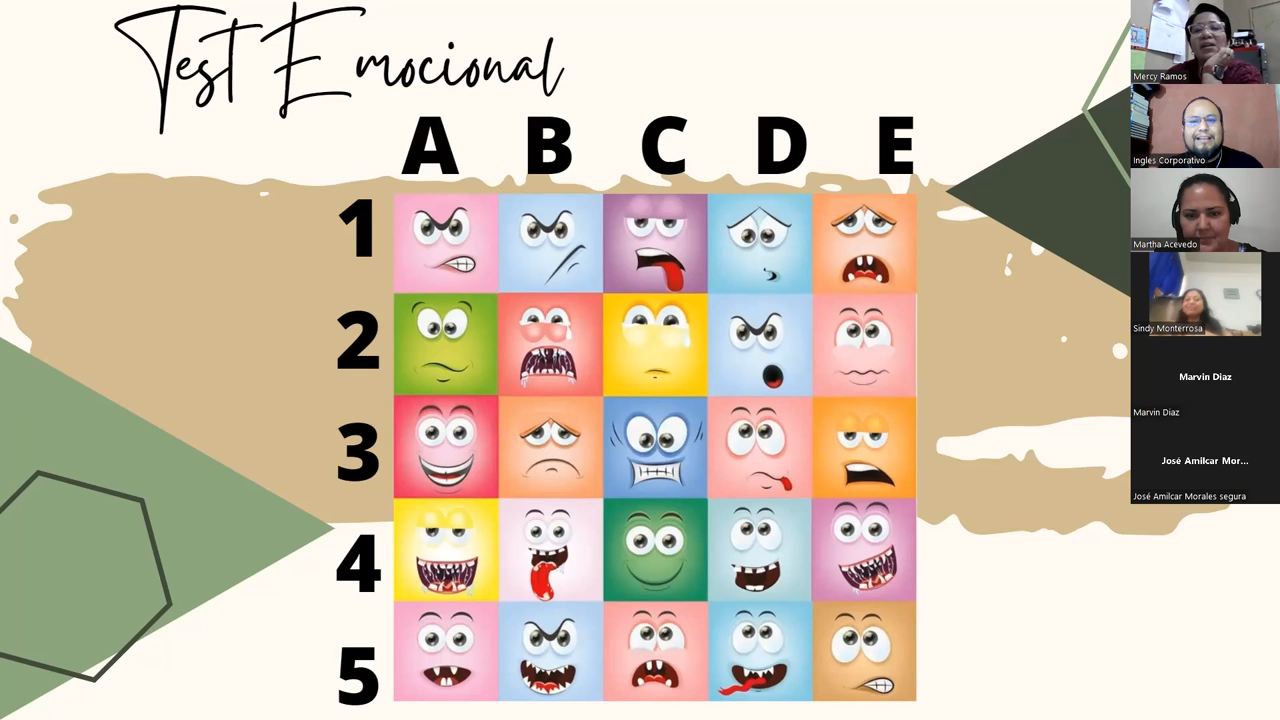 Test Emocional
A B C D E
1
2
3
4
5
Mercy Ramos
Ingles Corporativo
Martha Acevedo
Sindy Monterrosa
Marvin Diaz
Marvin Diaz
José Amilcar Mor...
José Amilcar Morales segura